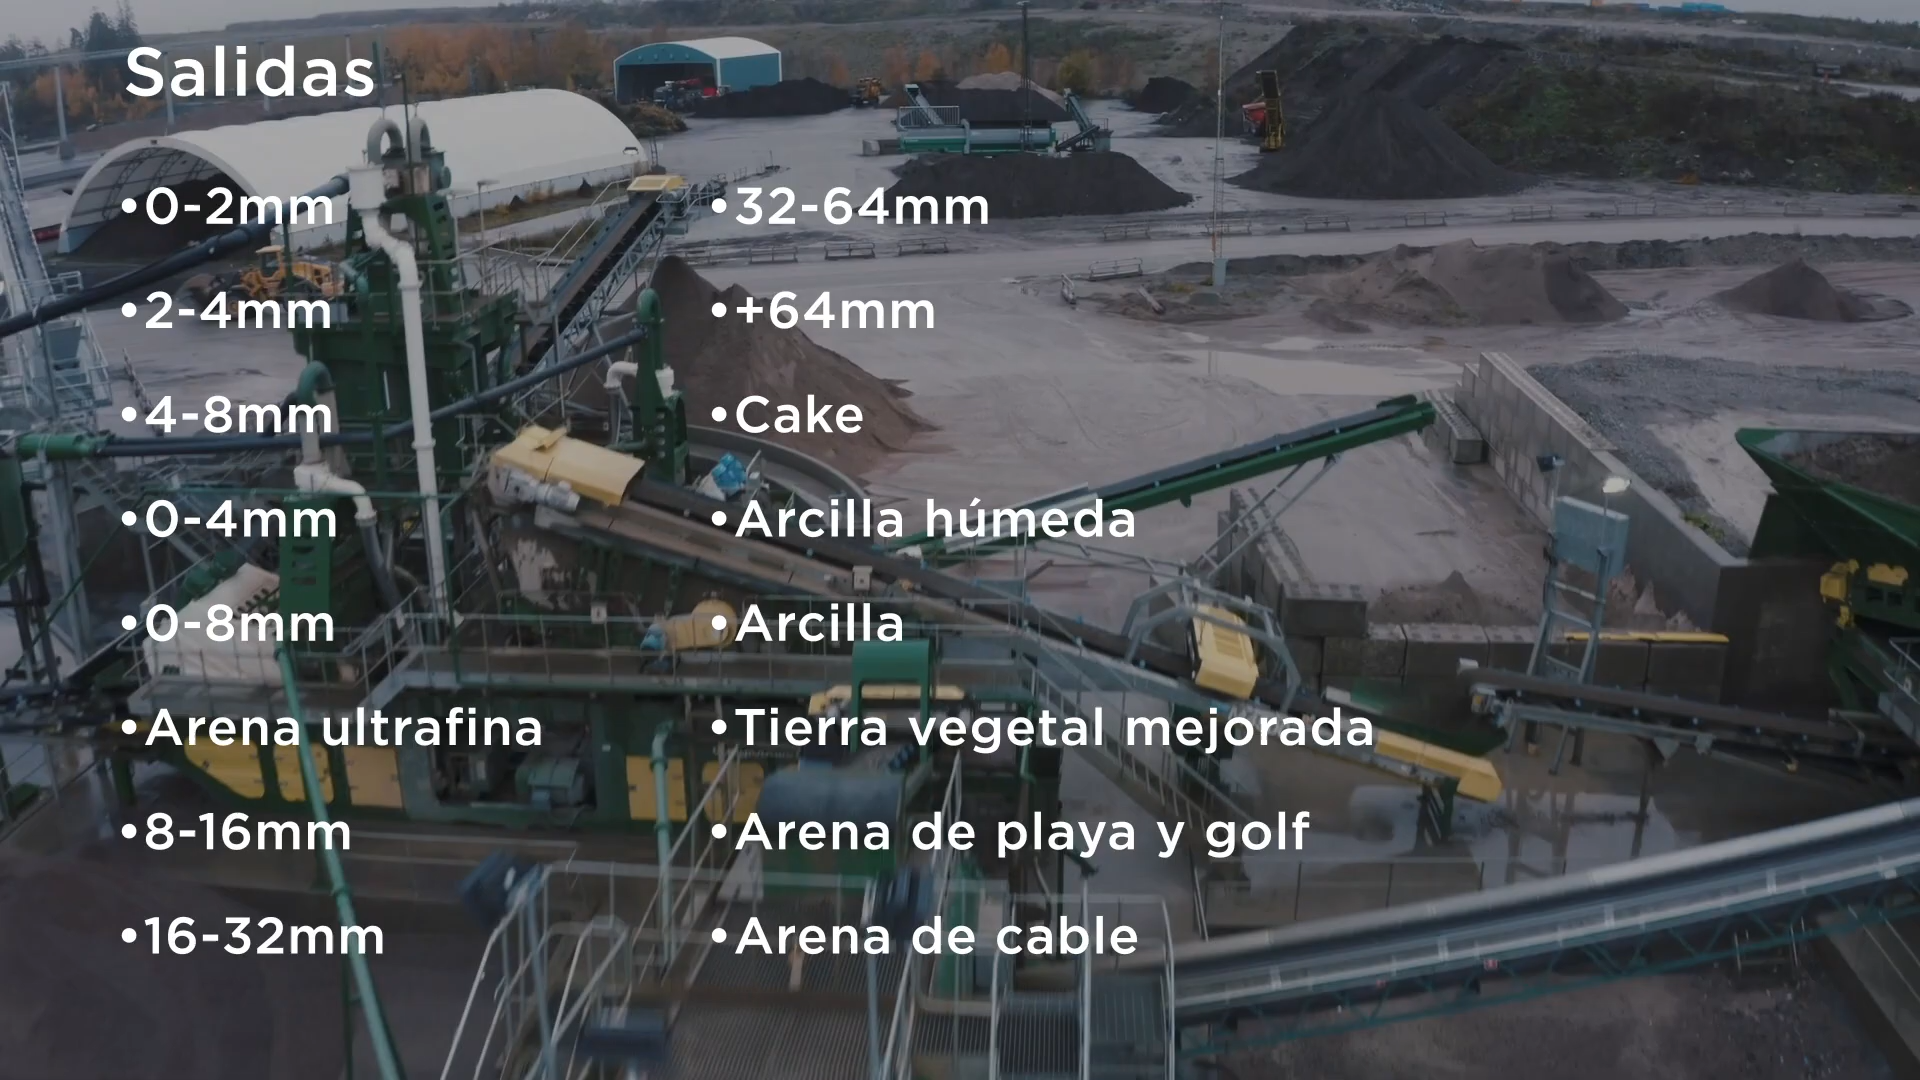 Salidas
•0-2mm
•2-4mm
•4-8mm
•0-4mm
•0-8mm
•Arena ultrafina
•8-16mm
•16-32mm
•32-64mm
•+64mm
•Cake
•Arcilla húmeda
•Arcilla
•Tierra vegetal mejorada
•Arena de playa y golf
•Arena de cable